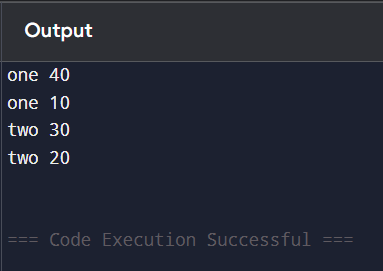 Output
one 40
one 10
two 30
two 20
=== Code Execution Successful ===